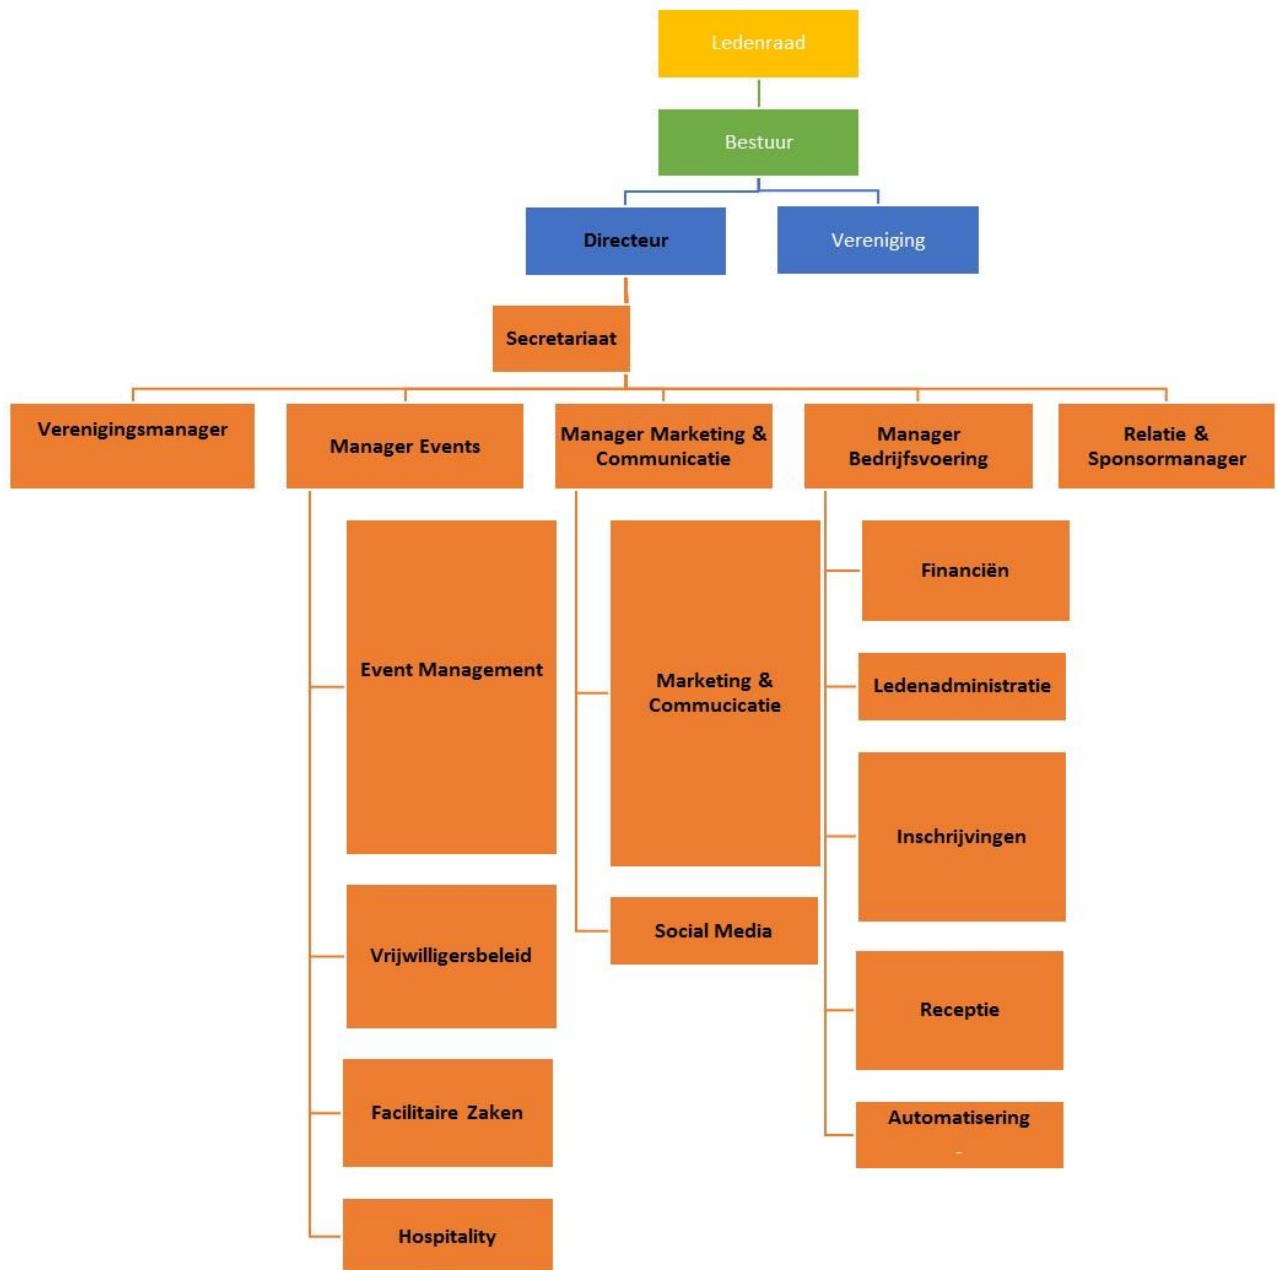 Ledenraad
Bestuur
Directeur
Vereniging
Secretariaat
Verenigingsmanager
Manager Events
Manager Marketing &
Communicatie
Manager
Bedrijfsvoering
Relatie &
Sponsormanager
Event Management
Vrijwilligersbeleid
Facilitaire Zaken
Hospitality
Marketing &
Commucicatie
Social Media
Financiën
Ledenadministratie
Inschrijvingen
Receptie
Automatisering
-